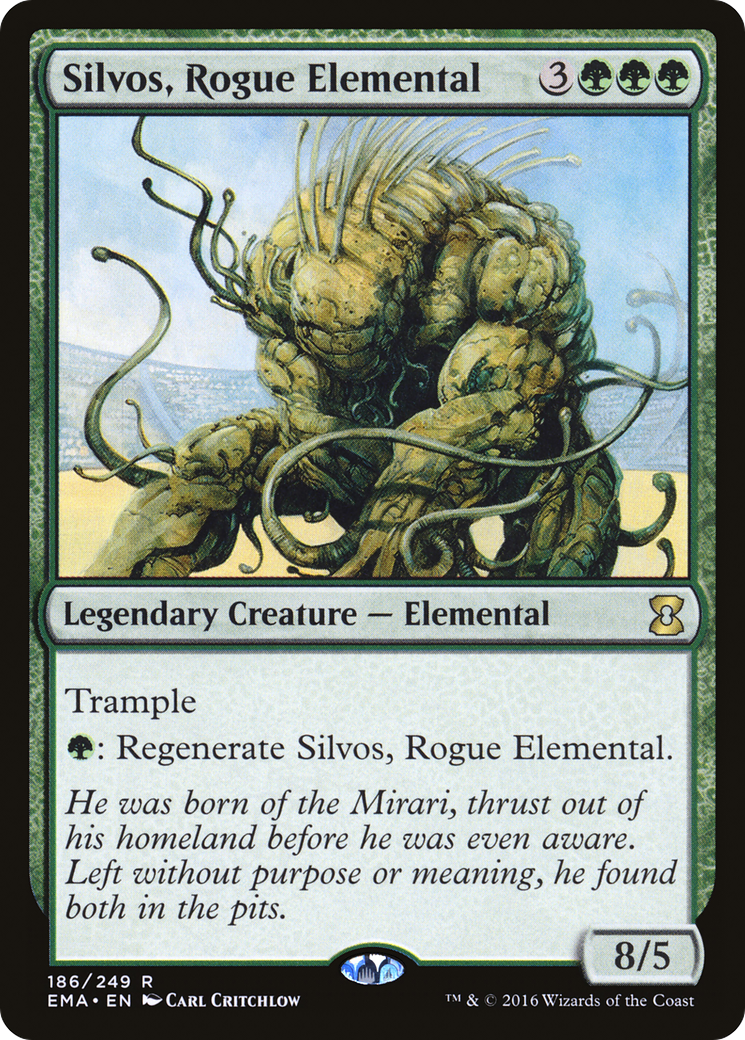 Silvos, Rogue Elemental 3
Legendary Creature — Elemental
Trample
: Regenerate Silvos, Rogue Elemental.
He was born of the Mirari, thrust out of
his homeland before he was even aware.
Left without purpose or meaning, he found
both in the pits.
8/5
186/249 R
EMA • EN Carl Critchlow
™ & © 2016 Wizards of the Coast